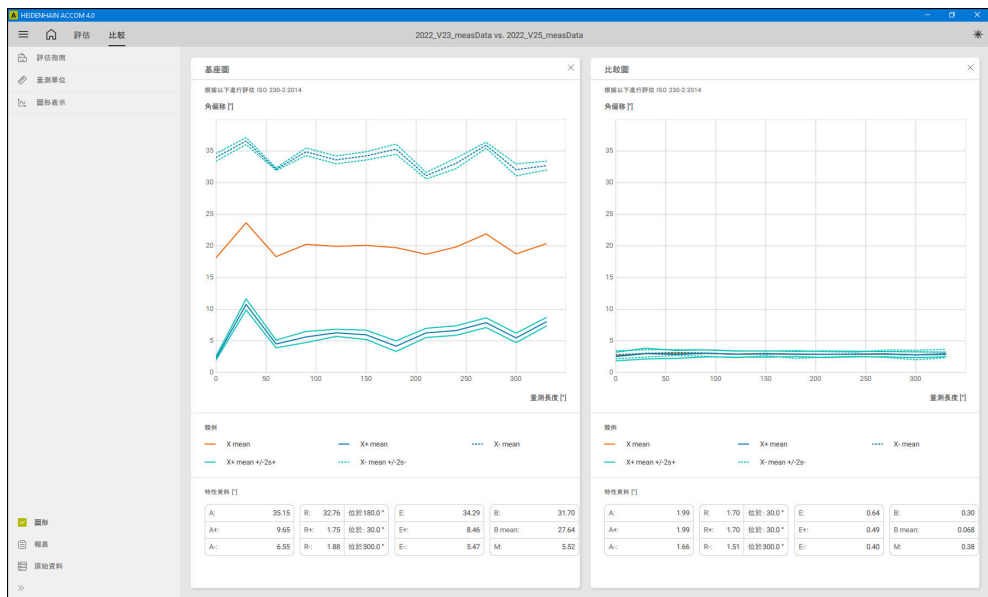 HEIDENHAIN ACCOM 4.0
評估 比較 2022_V23_measData vs. 2022_V25_measData
評估指南
量測單位
圖形表示
基座圖
根據以下進行評估 ISO 230-2:2014
角偏移 ["]
35
30
25
20
15
10
5
0
0 50 100 150 200 250 300
量測長度 [°]
體例
X mean X+ mean X- mean
X+ mean +/-2s+ X- mean +/-2s-
特性資料 ["]
A: 35.15 R: 32.76 位於180.0 ° E: 34.29 B: 31.70
A+: 9.65 R+: 1.75 位於: 30.0 ° E+: 8.46 B mean: 27.64
A-: 6.55 R-: 1.88 位於300.0 ° E-: 5.47 M: 5.52
比較圖
根據以下進行評估 ISO 230-2:2014
角偏移 ["]
35
30
25
20
15
10
5
0
0 50 100 150 200 250 300
量測長度 [°]
體例
X mean X+ mean X- mean
X+ mean +/-2s+ X- mean +/-2s-
特性資料 ["]
A: 1.99 R: 1.70 位於: 30.0 ° E: 0.64 B: 0.30
A+: 1.99 R+: 1.70 位於: 30.0 ° E+: 0.49 B mean: 0.068
A-: 1.66 R-: 1.51 位於300.0 ° E-: 0.40 M: 0.38
圖形
報表
原始資料